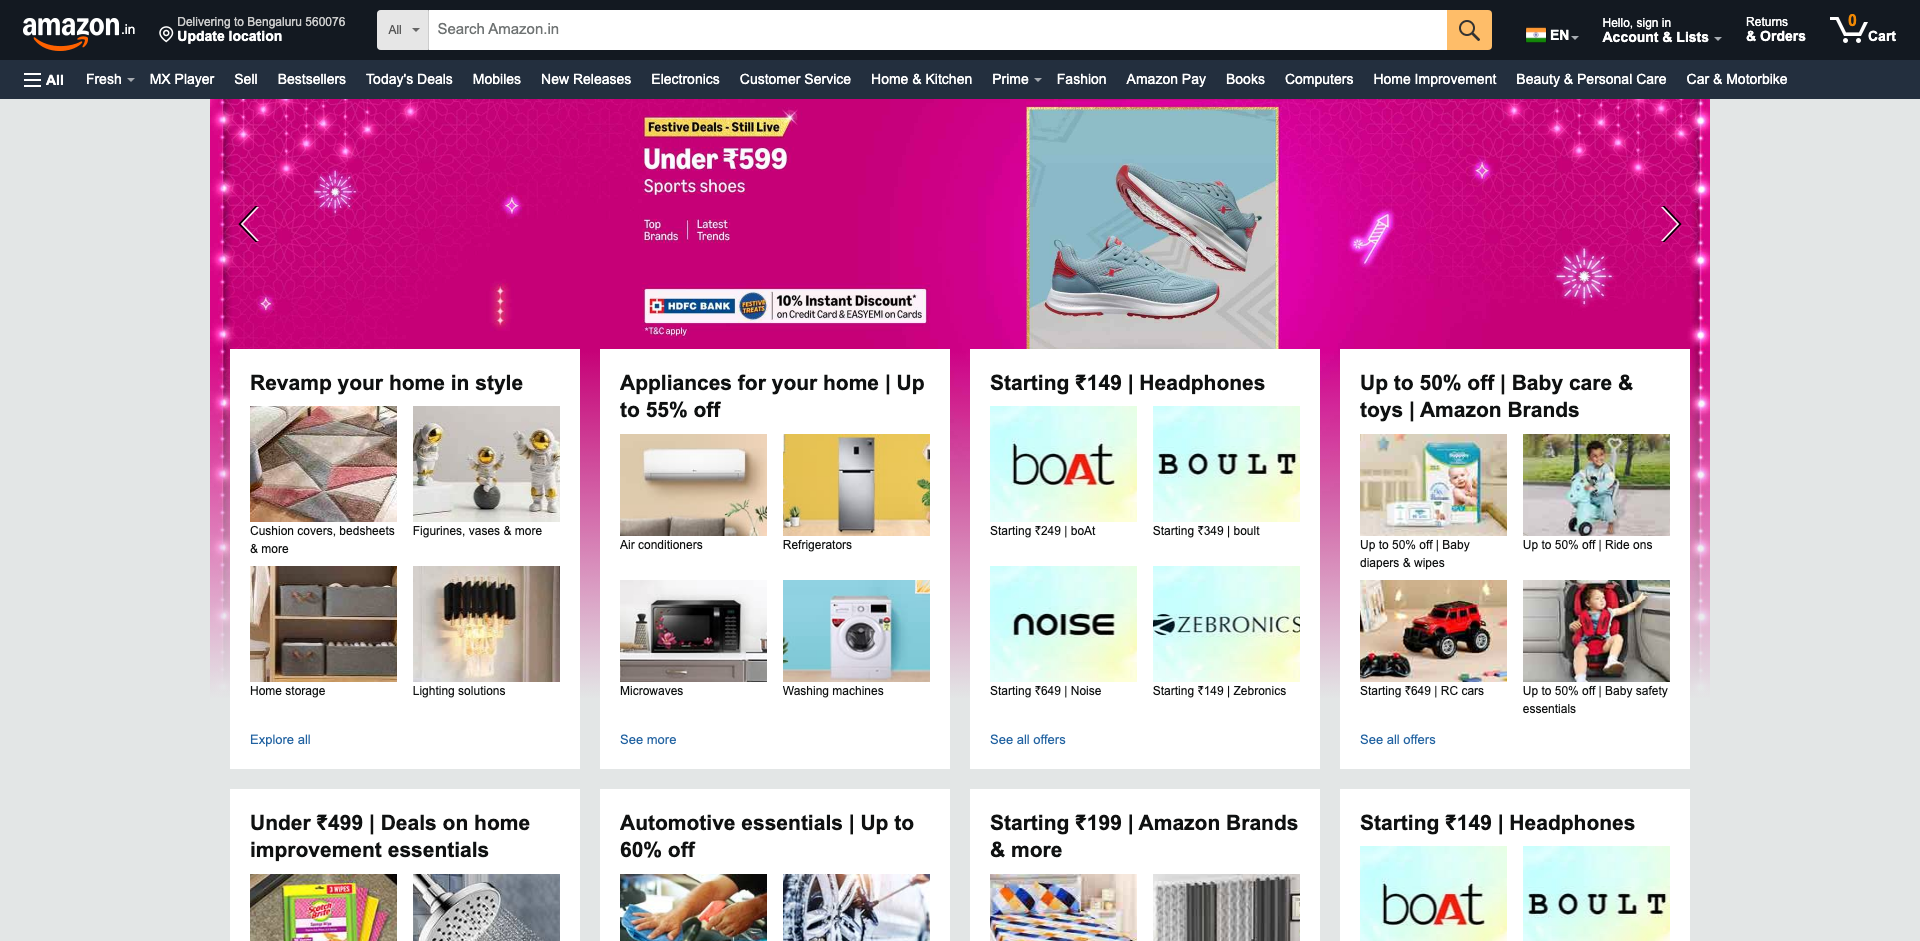 amazon.in
Delivering to Bengaluru 560076
Update location
All
Search Amazon.in
EN
Hello, sign in
Account & Lists
Returns
& Orders
0
Cart
All
Fresh
MX Player
Sell
Bestsellers
Today's Deals
Mobiles
New Releases
Electronics
Customer Service
Home & Kitchen
Prime
Fashion
Amazon Pay
Books
Computers
Home Improvement
Beauty & Personal Care
Car & Motorbike
Festive Deals - Still Live
Under ₹599
Sports shoes
Top
Brands
Latest
Trends
HDFC BANK
FESTIVE
TREATS
10% Instant Discount*
on Credit Card & EASYEMI on Cards
*T&C apply
Revamp your home in style
Cushion covers, bedsheets
& more
Figurines, vases & more
Home storage
Lighting solutions
Explore all
Appliances for your home | Up
to 55% off
Air conditioners
Refrigerators
Microwaves
Washing machines
See more
Starting ₹149 | Headphones
boAt
BOULT
Starting ₹249 | boAt
Starting ₹349 | boult
noise
ZEBRONICS
Starting ₹649 | Noise
Starting ₹149 | Zebronics
See all offers
Up to 50% off | Baby care &
toys | Amazon Brands
Up to 50% off | Baby
diapers & wipes
Up to 50% off | Ride ons
Starting ₹649 | RC cars
Up to 50% off | Baby safety
essentials
See all offers
Under ₹499 | Deals on home
improvement essentials
3 WIPES
Scotch
Brite
Automotive essentials | Up to
60% off
Starting ₹199 | Amazon Brands
& more
Starting ₹149 | Headphones
boAt
BOULT